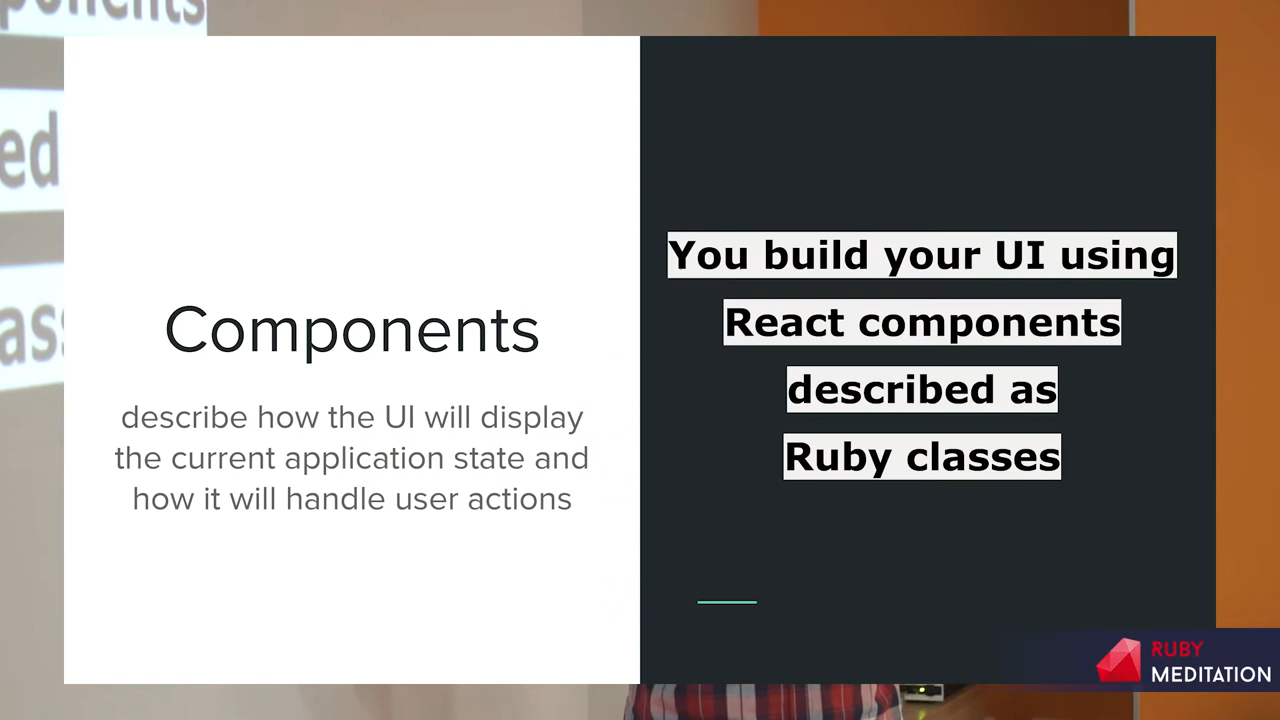 Components
describe how the UI will display
the current application state and
how it will handle user actions
You build your UI using
React components
described as
Ruby classes
RUBY
MEDITATION